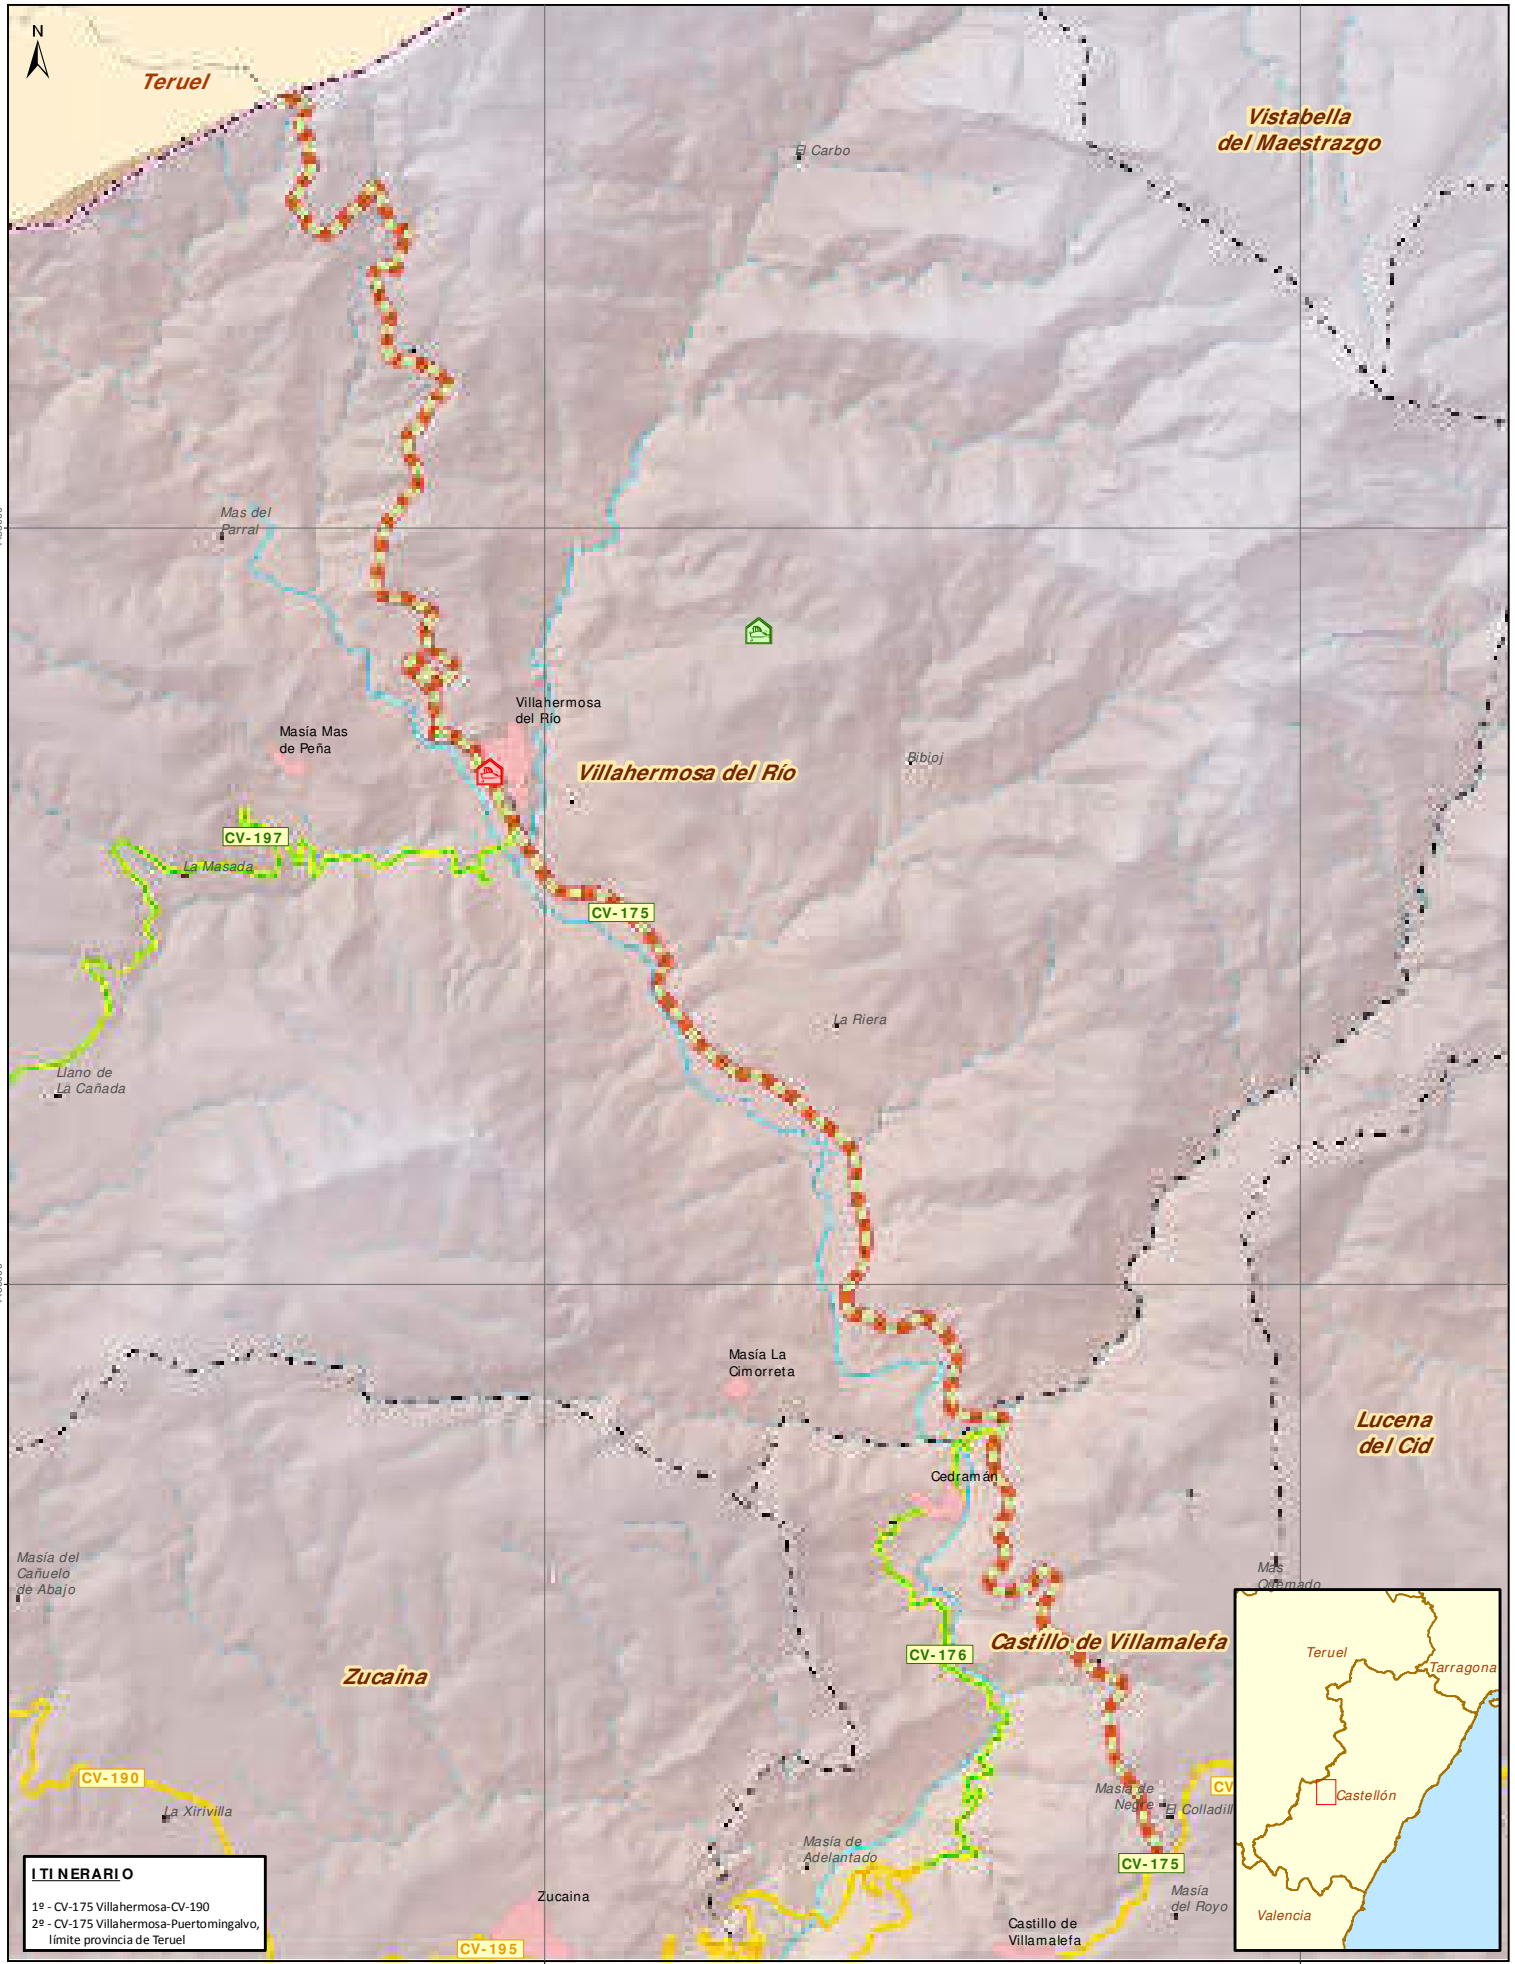 N
Teruel
Vistabella
del Maestrazgo
El Carbo
Mas del
Parral
Villahermosa
del Río
Masía Mas
de Peña
Bibioj
Villahermosa del Río
CV-197
La Masada
CV-175
La Riera
Llano de
La Cañada
Masía La
Cimorreta
Lucena
del Cid
Cedramán
Masía del
Cañuelo
de Abajo
Mas
Quemado
Castillo de Villamalefa
CV-176
Zucaina
Teruel
Tarragona
CV-190
Masía de
Negre
CV
Castellón
La Xirivilla
El Colladill
Masía de
Adelantado
CV-175
ITINERARIO
1º - CV-175 Villahermosa-CV-190
2º - CV-175 Villahermosa-Puertomingalvo,
límite provincia de Teruel
Zucaina
Masía
del Royo
Valencia
Castillo de
Villamalefa
CV-195